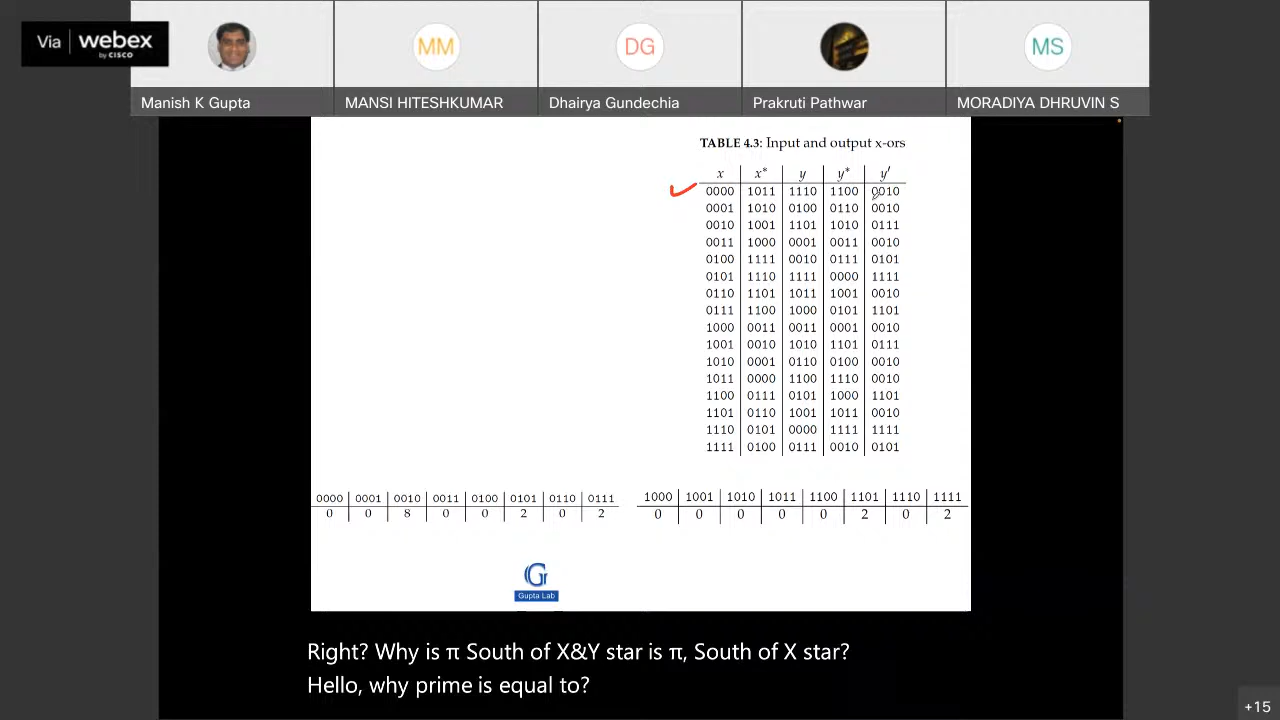 Via webex
by CISCO
MM
DG
MS
Manish K Gupta
MANSI HITESHKUMAR
Dhairya Gundechia
Prakruti Pathwar
MORADIYA DHRUVIN S
TABLE 4.3: Input and output x-ors
x x* y y* y′
0000 1011 1110 1100 0010
0001 1010 0100 0110 0010
0010 1001 1101 1010 0111
0011 1000 0001 0011 0010
0100 1111 0010 0111 0101
0101 1110 1111 0000 1111
0110 1101 1011 1001 0010
0111 1100 1000 0101 1101
1000 0011 0011 0001 0010
1001 0010 1010 1101 0111
1010 0001 0110 0100 0010
1011 0000 1100 1110 0010
1100 0111 0101 1000 1101
1101 0110 1001 1011 0010
1110 0101 0000 1111 1111
1111 0100 0111 0010 0101
0000 0001 0010 0011 0100 0101 0110 0111
0 0 8 0 0 2 0 2
1000 1001 1010 1011 1100 1101 1110 1111
0 0 0 0 0 2 0 2
G
Gupta Lab
Right? Why is π South of X&Y star is π, South of X star?
Hello, why prime is equal to?
+15